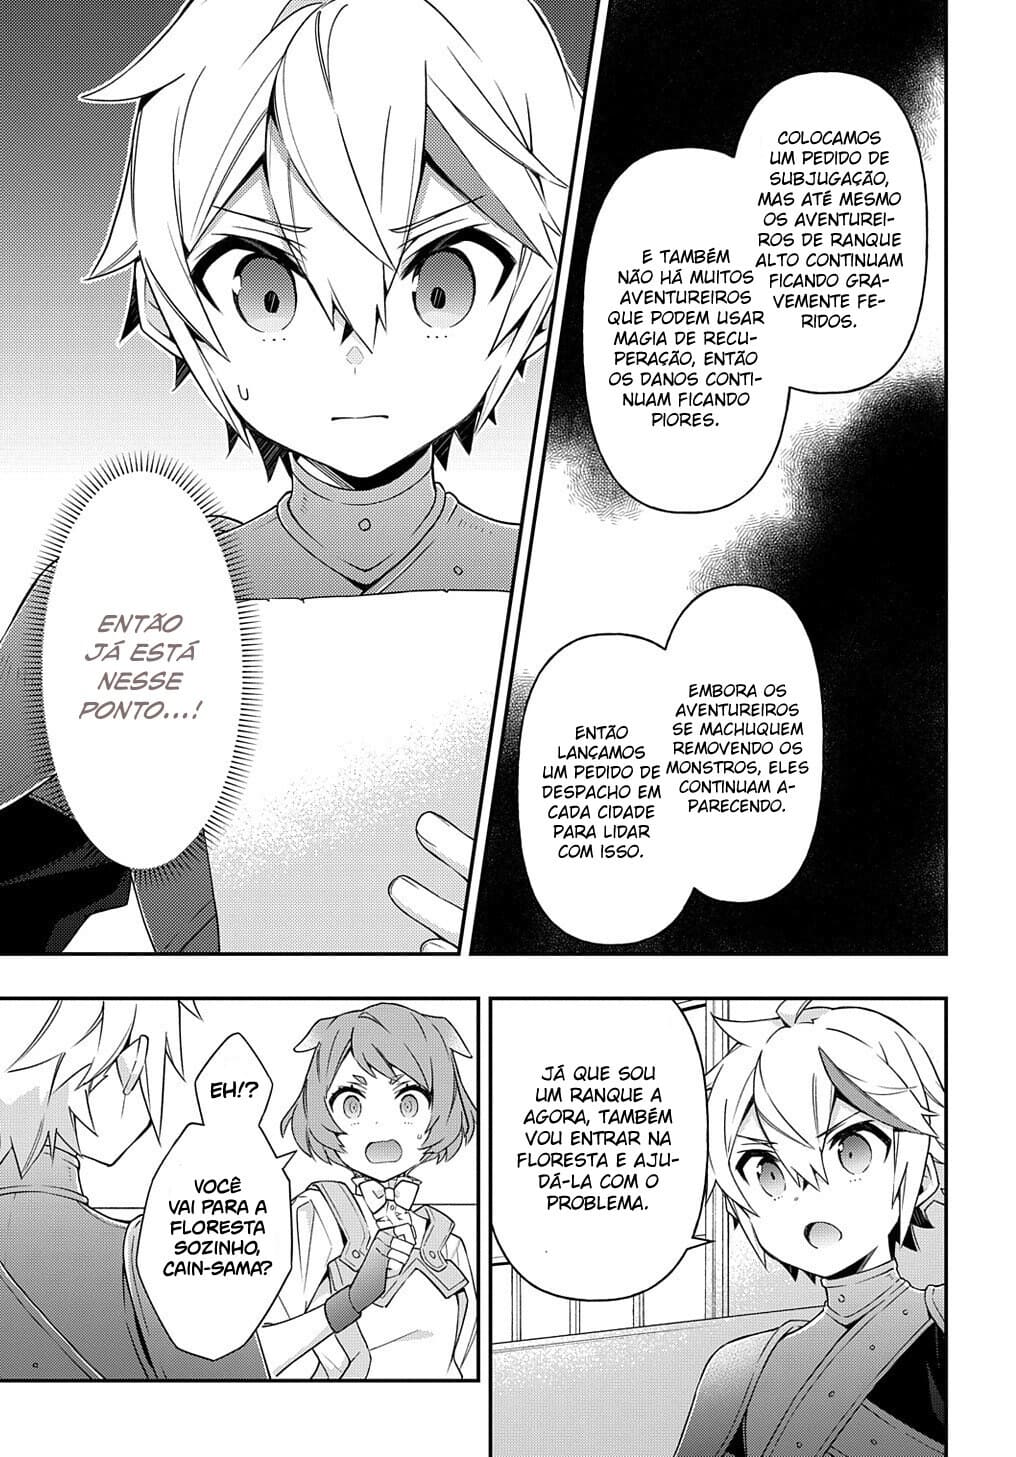 COLOCAMOS
UM PEDIDO DE
SUBJUGAÇÃO,
MAS ATÉ MESMO
OS AVENTUREI-
ROS DE RANQUE
ALTO CONTINUAM
FICANDO GRA-
VEMENTE FE-
RIDOS.
E TAMBÉM
NÃO HÁ MUITOS
AVENTUREIROS
QUE PODEM USAR
MAGIA DE RECU-
PERAÇÃO, ENTÃO
OS DANOS CONTI-
NUAM FICANDO
PIORES.
EMBORA OS
AVENTUREIROS
SE MACHUQUEM
REMOVENDO OS
MONSTROS, ELES
CONTINUAM A-
PARECENDO.
ENTÃO
LANÇAMOS
UM PEDIDO DE
DESPACHO EM
CADA CIDADE
PARA LIDAR
COM ISSO.
ENTÃO
JÁ ESTÁ
NESSE
PONTO...!
JÁ QUE SOU
UM RANQUE A
AGORA, TAMBÉM
VOU ENTRAR NA
FLORESTA E AJU-
DÁ-LA COM O
PROBLEMA.
EH!?
VOCÊ
VAI PARA A
FLORESTA
SOZINHO,
CAIN-SAMA?